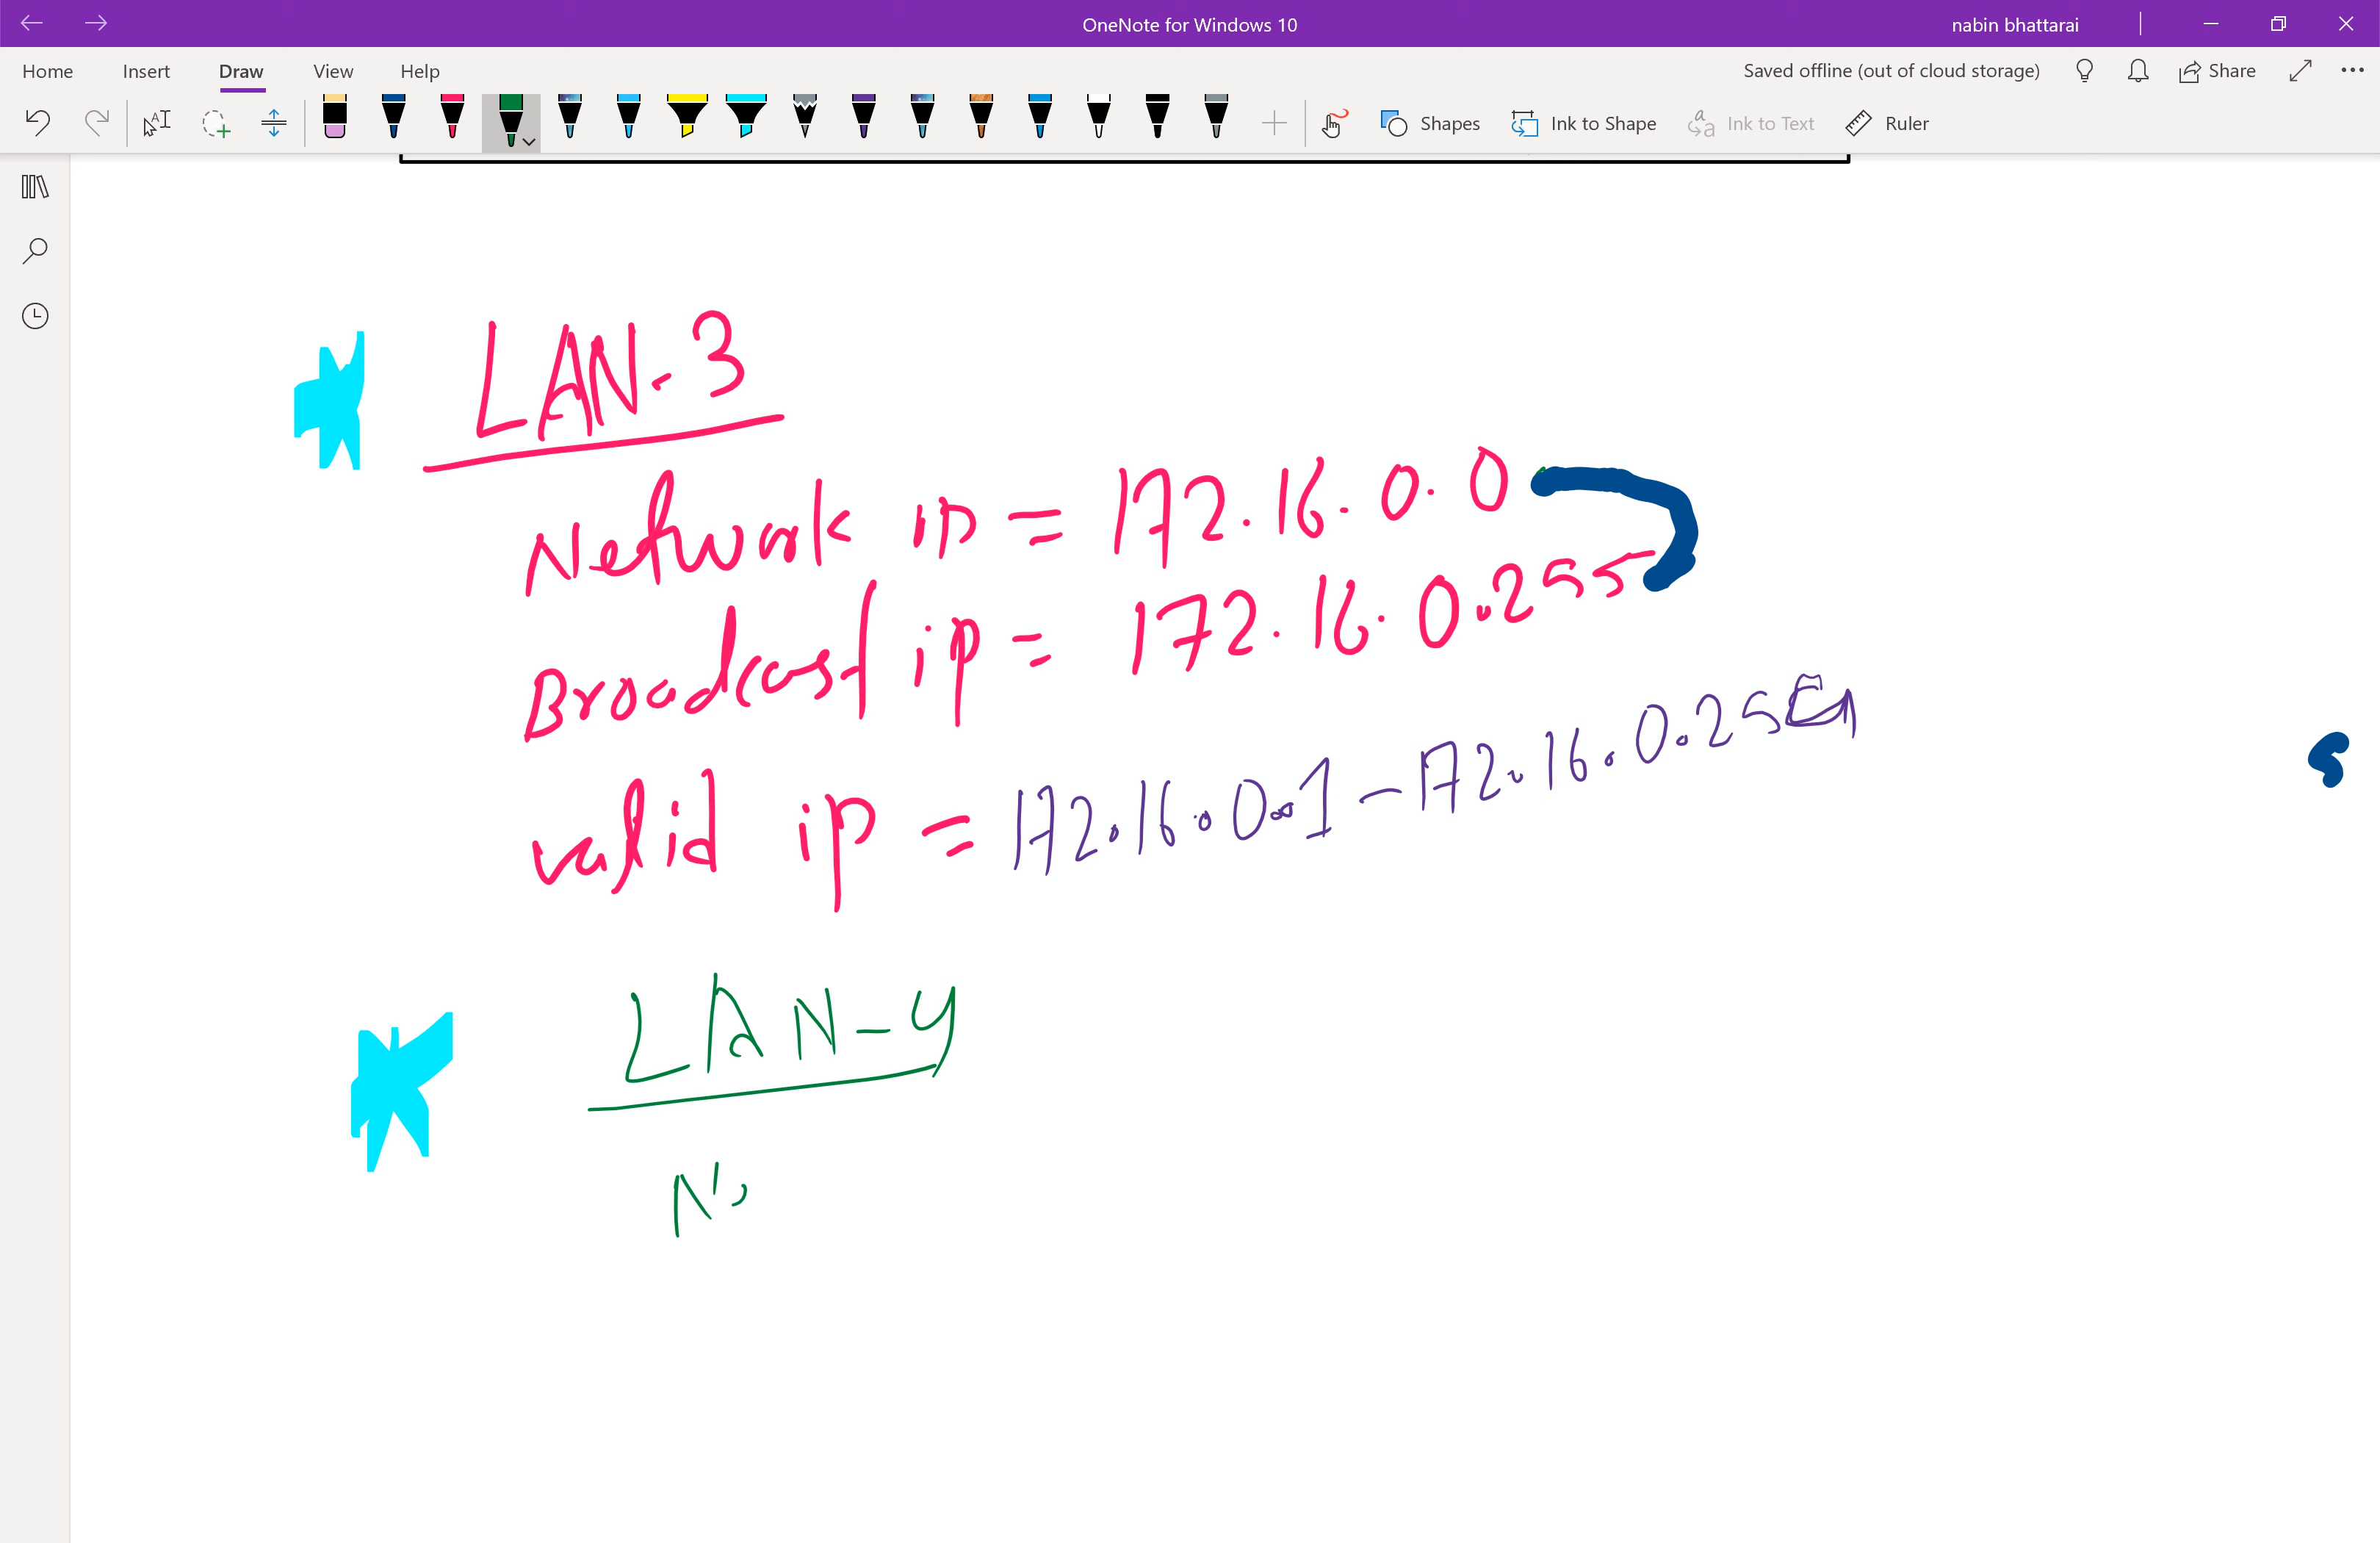 OneNote for Windows 10
nabin bhattarai
Home Insert Draw View Help
Saved offline (out of cloud storage) Share
Shapes Ink to Shape Ink to Text Ruler
LAN-3
Network ip = 172.16.0.0
Broadcast ip = 172.16.0.255
valid ip = 172.16.0.1 - 172.16.0.254
LAN-4
N